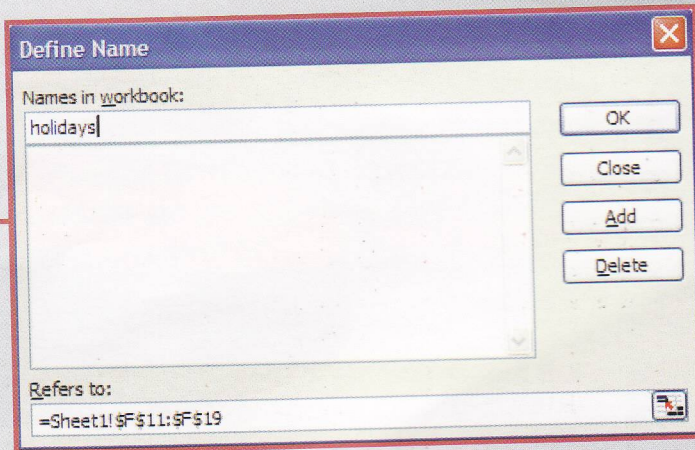 Define Name
Names in workbook:
holidays
OK
Close
Add
Delete
Refers to:
=Sheet1!$F$11:$F$19